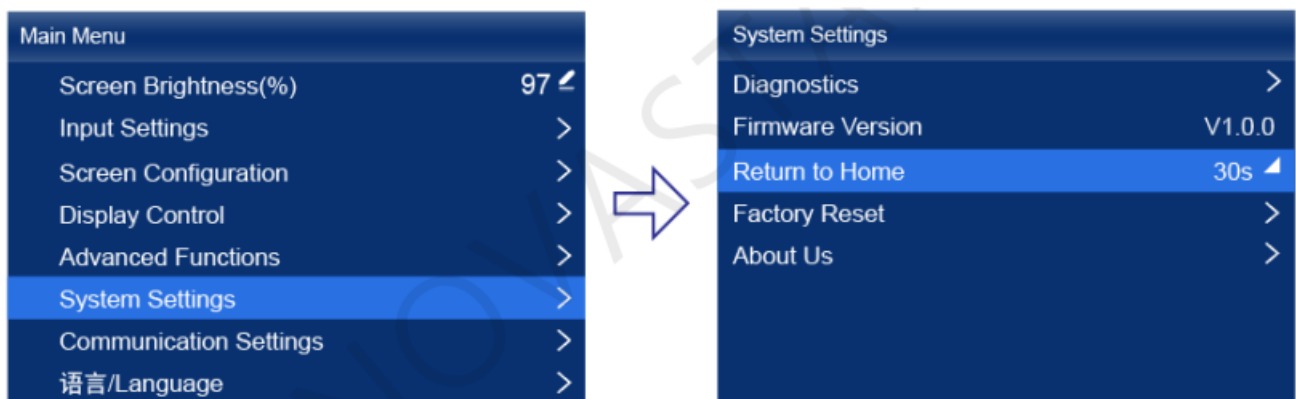 Main Menu
Screen Brightness(%) 97
Input Settings
Screen Configuration
Display Control
Advanced Functions
System Settings
Communication Settings
语言/Language
System Settings
Diagnostics
Firmware Version V1.0.0
Return to Home 30s
Factory Reset
About Us
NOVASTA